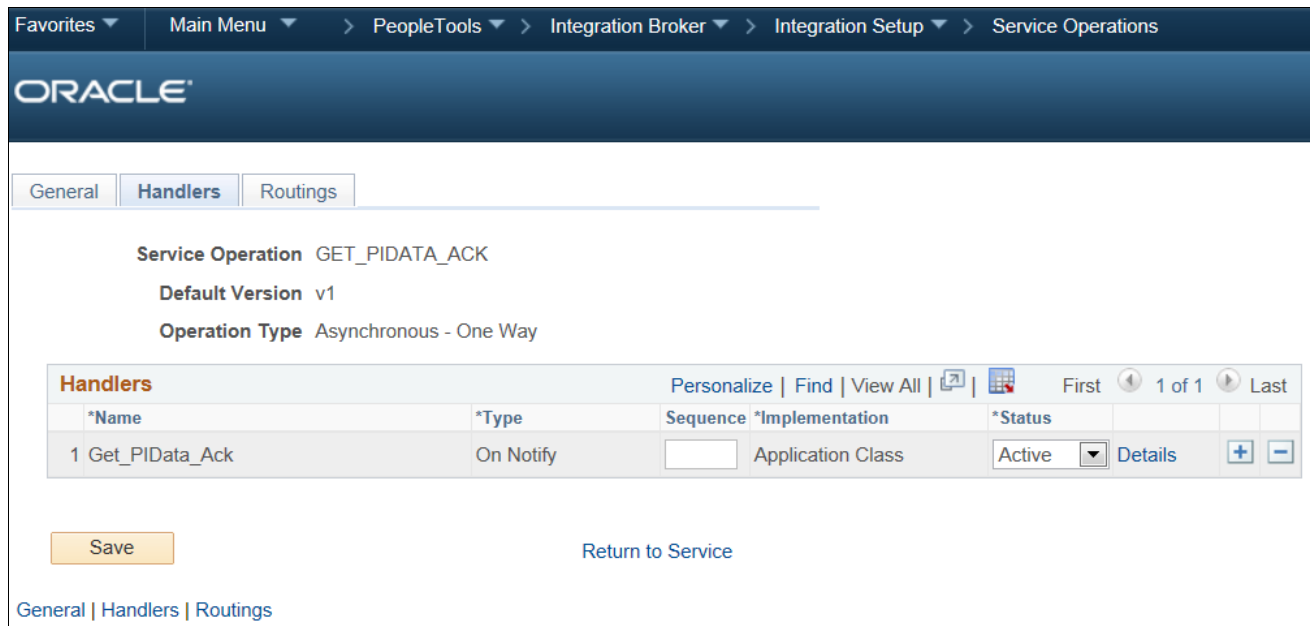 Favorites Main Menu > PeopleTools > Integration Broker > Integration Setup > Service Operations
ORACLE
General Handlers Routings
Service Operation GET_PIDATA_ACK
Default Version v1
Operation Type Asynchronous - One Way
Handlers Personalize | Find | View All | | First 1 of 1 Last
*Name *Type Sequence *Implementation *Status
1 Get_PIData_Ack On Notify Application Class Active Details
Save Return to Service
General | Handlers | Routings